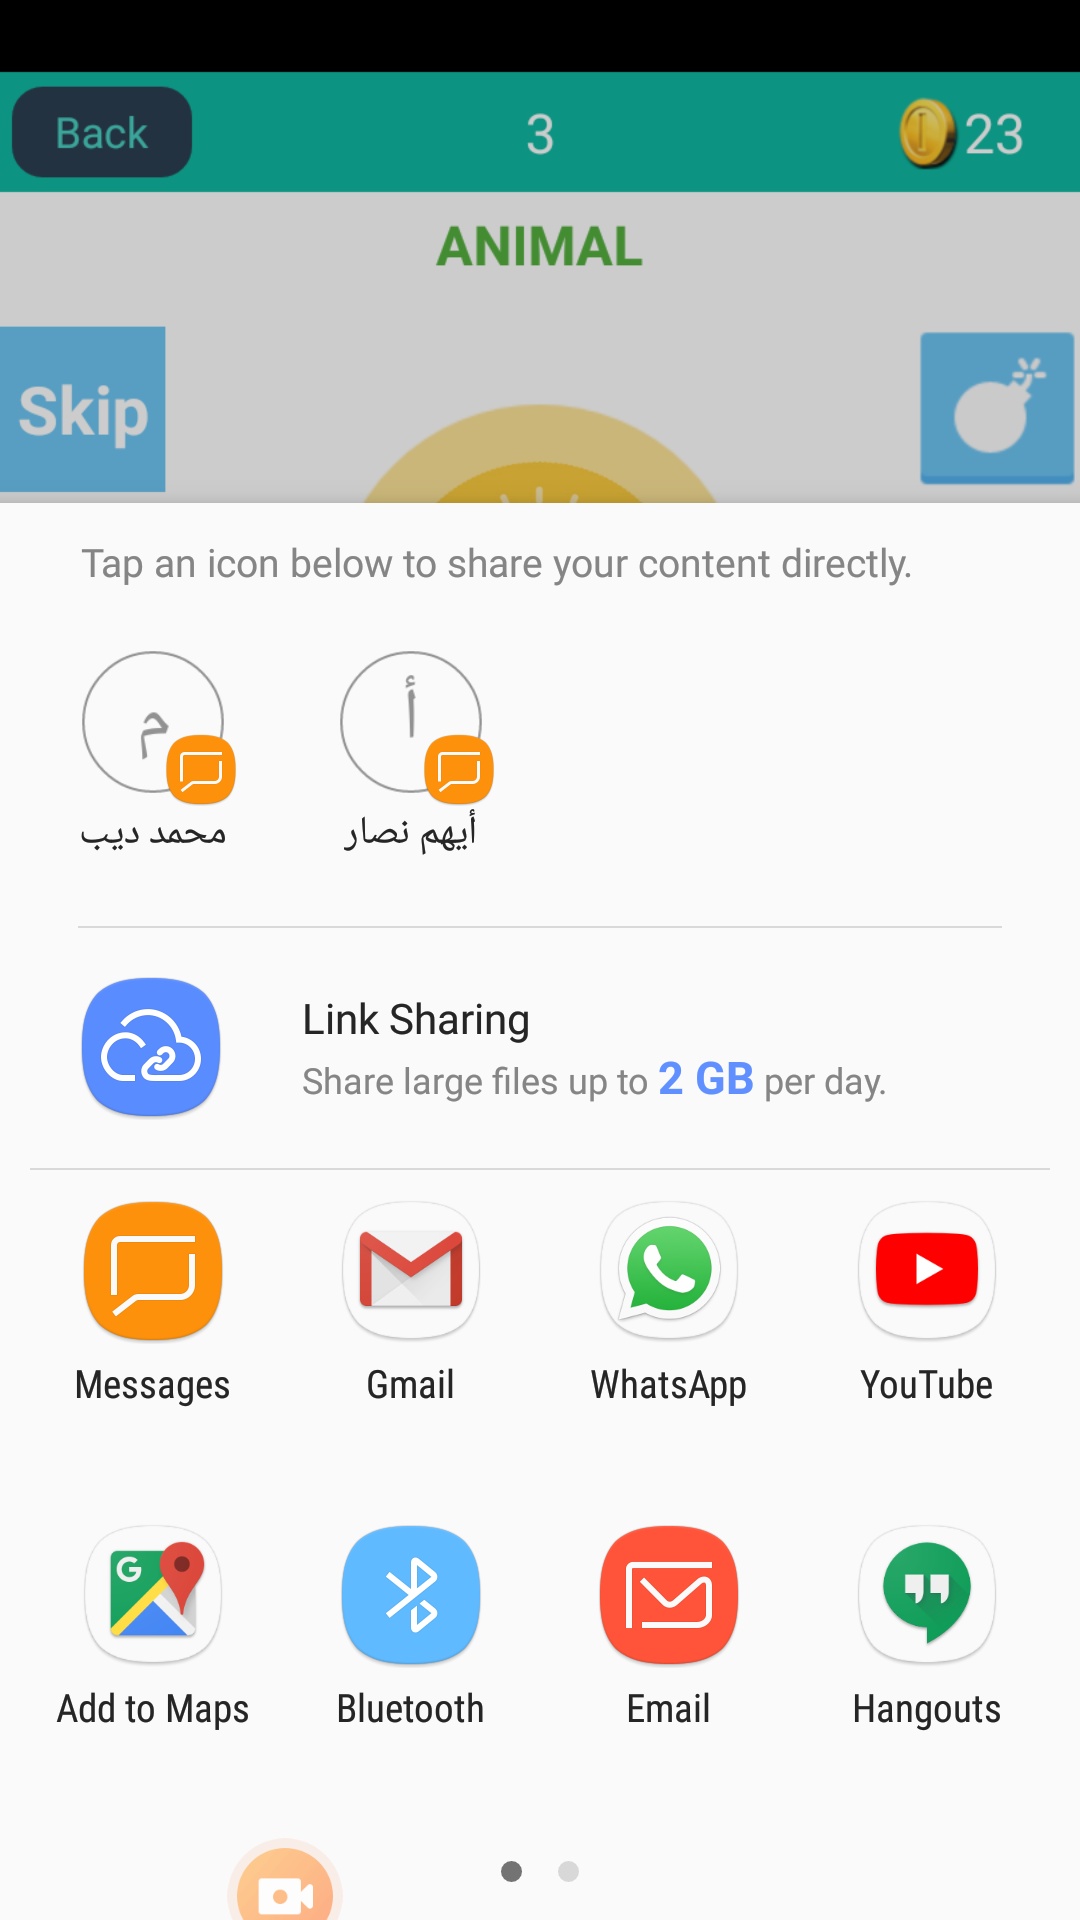 Back 3 23
ANIMAL
Skip
Tap an icon below to share your content directly.
م أ
محمد ديب أيهم نصار
Link Sharing
Share large files up to 2 GB per day.
Messages Gmail WhatsApp YouTube
G
Add to Maps Bluetooth Email Hangouts